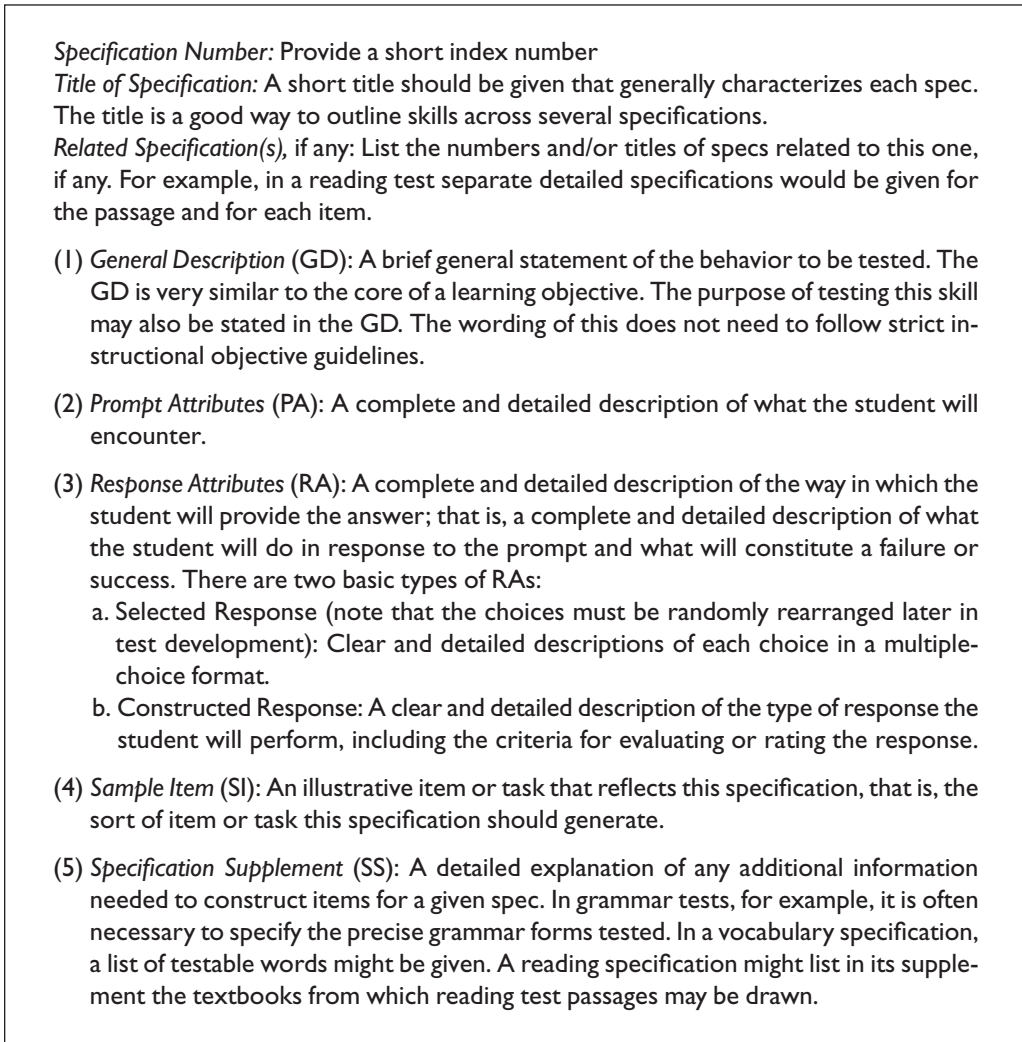 Specification Number: Provide a short index number
Title of Specification: A short title should be given that generally characterizes each spec.
The title is a good way to outline skills across several specifications.
Related Specification(s), if any: List the numbers and/or titles of specs related to this one,
if any. For example, in a reading test separate detailed specifications would be given for
the passage and for each item.
(1) General Description (GD): A brief general statement of the behavior to be tested. The
GD is very similar to the core of a learning objective. The purpose of testing this skill
may also be stated in the GD. The wording of this does not need to follow strict in-
structional objective guidelines.
(2) Prompt Attributes (PA): A complete and detailed description of what the student will
encounter.
(3) Response Attributes (RA): A complete and detailed description of the way in which the
student will provide the answer; that is, a complete and detailed description of what
the student will do in response to the prompt and what will constitute a failure or
success. There are two basic types of RAs:
a. Selected Response (note that the choices must be randomly rearranged later in
test development): Clear and detailed descriptions of each choice in a multiple-
choice format.
b. Constructed Response: A clear and detailed description of the type of response the
student will perform, including the criteria for evaluating or rating the response.
(4) Sample Item (SI): An illustrative item or task that reflects this specification, that is, the
sort of item or task this specification should generate.
(5) Specification Supplement (SS): A detailed explanation of any additional information
needed to construct items for a given spec. In grammar tests, for example, it is often
necessary to specify the precise grammar forms tested. In a vocabulary specification,
a list of testable words might be given. A reading specification might list in its supple-
ment the textbooks from which reading test passages may be drawn.